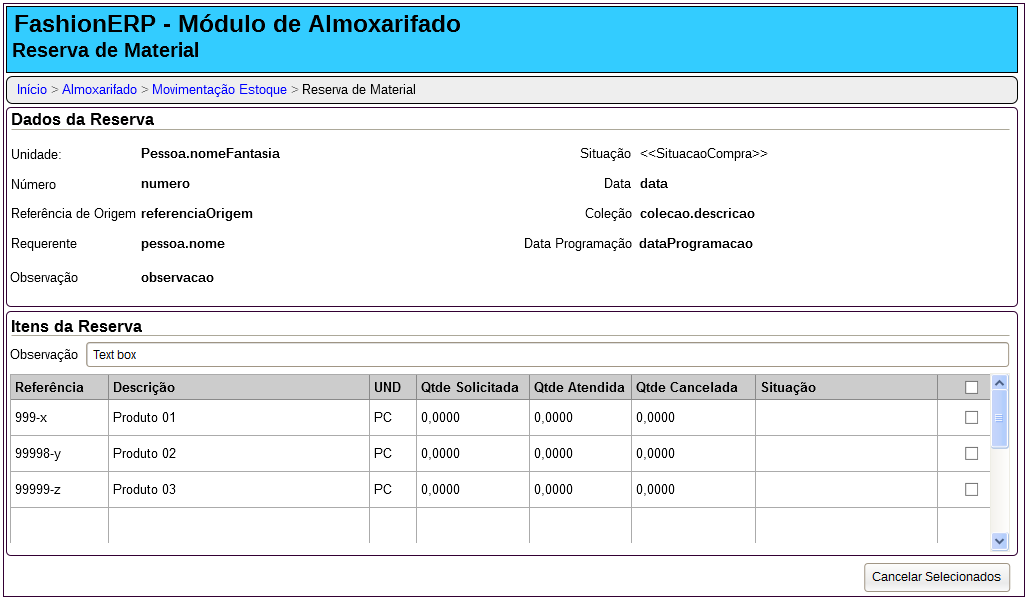 FashionERP - Módulo de Almoxarifado
Reserva de Material
Início > Almoxarifado > Movimentação Estoque > Reserva de Material
Dados da Reserva
Unidade: Pessoa.nomeFantasia Situação <<SituacaoCompra>>
Número numero Data data
Referência de Origem referenciaOrigem Coleção colecao.descricao
Requerente pessoa.nome Data Programação dataProgramacao
Observação observacao
Itens da Reserva
Observação Text box
Referência Descrição UND Qtde Solicitada Qtde Atendida Qtde Cancelada Situação
999-x Produto 01 PC 0,0000 0,0000 0,0000
99998-y Produto 02 PC 0,0000 0,0000 0,0000
99999-z Produto 03 PC 0,0000 0,0000 0,0000
Cancelar Selecionados